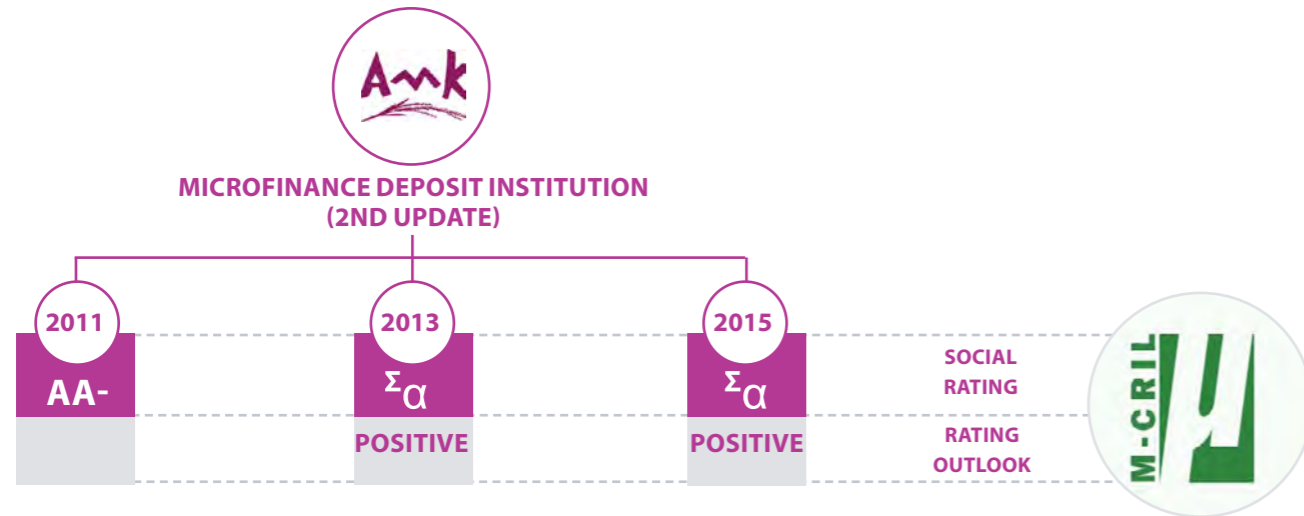 Amk
MICROFINANCE DEPOSIT INSTITUTION
(2ND UPDATE)
2011
2013
2015
AA-
Σα
Σα
SOCIAL
RATING
POSITIVE
POSITIVE
RATING
OUTLOOK
M-CRIL
μ